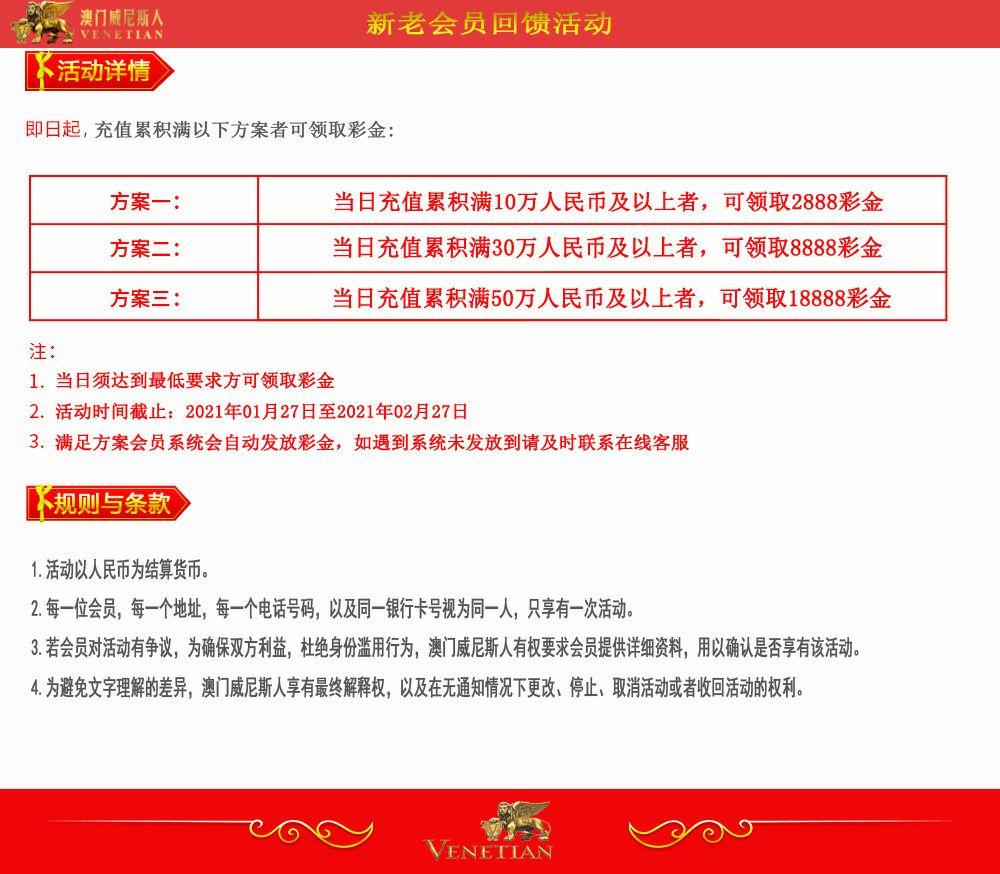 澳门威尼斯人
VENETIAN
新老会员回馈活动
活动详情
即日起, 充值累积满以下方案者可领取彩金:
方案一: 当日充值累积满10万人民币及以上者，可领取2888彩金
方案二: 当日充值累积满30万人民币及以上者，可领取8888彩金
方案三: 当日充值累积满50万人民币及以上者，可领取18888彩金
注:
1. 当日须达到最低要求方可领取彩金
2. 活动时间截止：2021年01月27日至2021年02月27日
3. 满足方案会员系统会自动发放彩金，如遇到系统未发放到请及时联系在线客服
规则与条款
1.活动以人民币为结算货币。
2.每一位会员，每一个地址，每一个电话号码，以及同一银行卡号视为同一人，只享有一次活动。
3.若会员对活动有争议，为确保双方利益，杜绝身份滥用行为，澳门威尼斯人有权要求会员提供详细资料，用以确认是否享有该活动。
4.为避免文字理解的差异，澳门威尼斯人享有最终解释权，以及在无通知情况下更改、停止、取消活动或者收回活动的权利。
VENETIAN